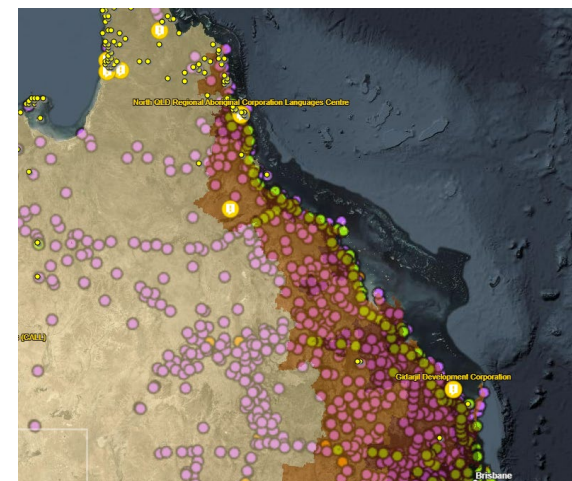 North QLD Regional Aboriginal Corporation Languages Centre
(CALL)
Gidarjil Development Corporation
Brisbane